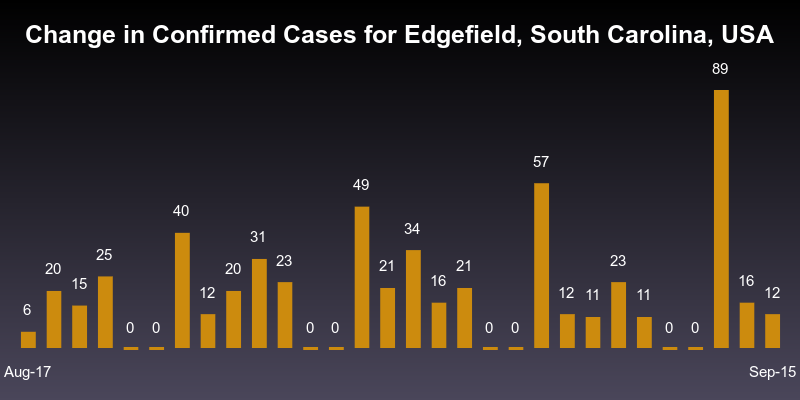 Change in Confirmed Cases for Edgefield, South Carolina, USA
6 20 15 25 0 0 40 12 20 31 23 0 0 49 21 34 16 21 0 0 57 12 11 23 11 0 0 89 16 12
Aug-17 Sep-15